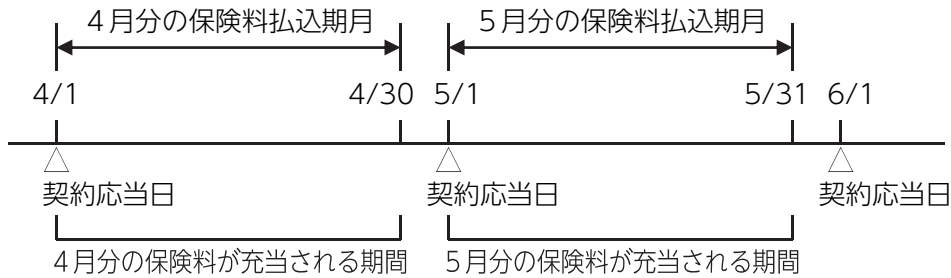 4月分の保険料払込期月 5月分の保険料払込期月
4/1 4/30 5/1 5/31 6/1
契約応当日 契約応当日 契約応当日
4月分の保険料が充当される期間 5月分の保険料が充当される期間